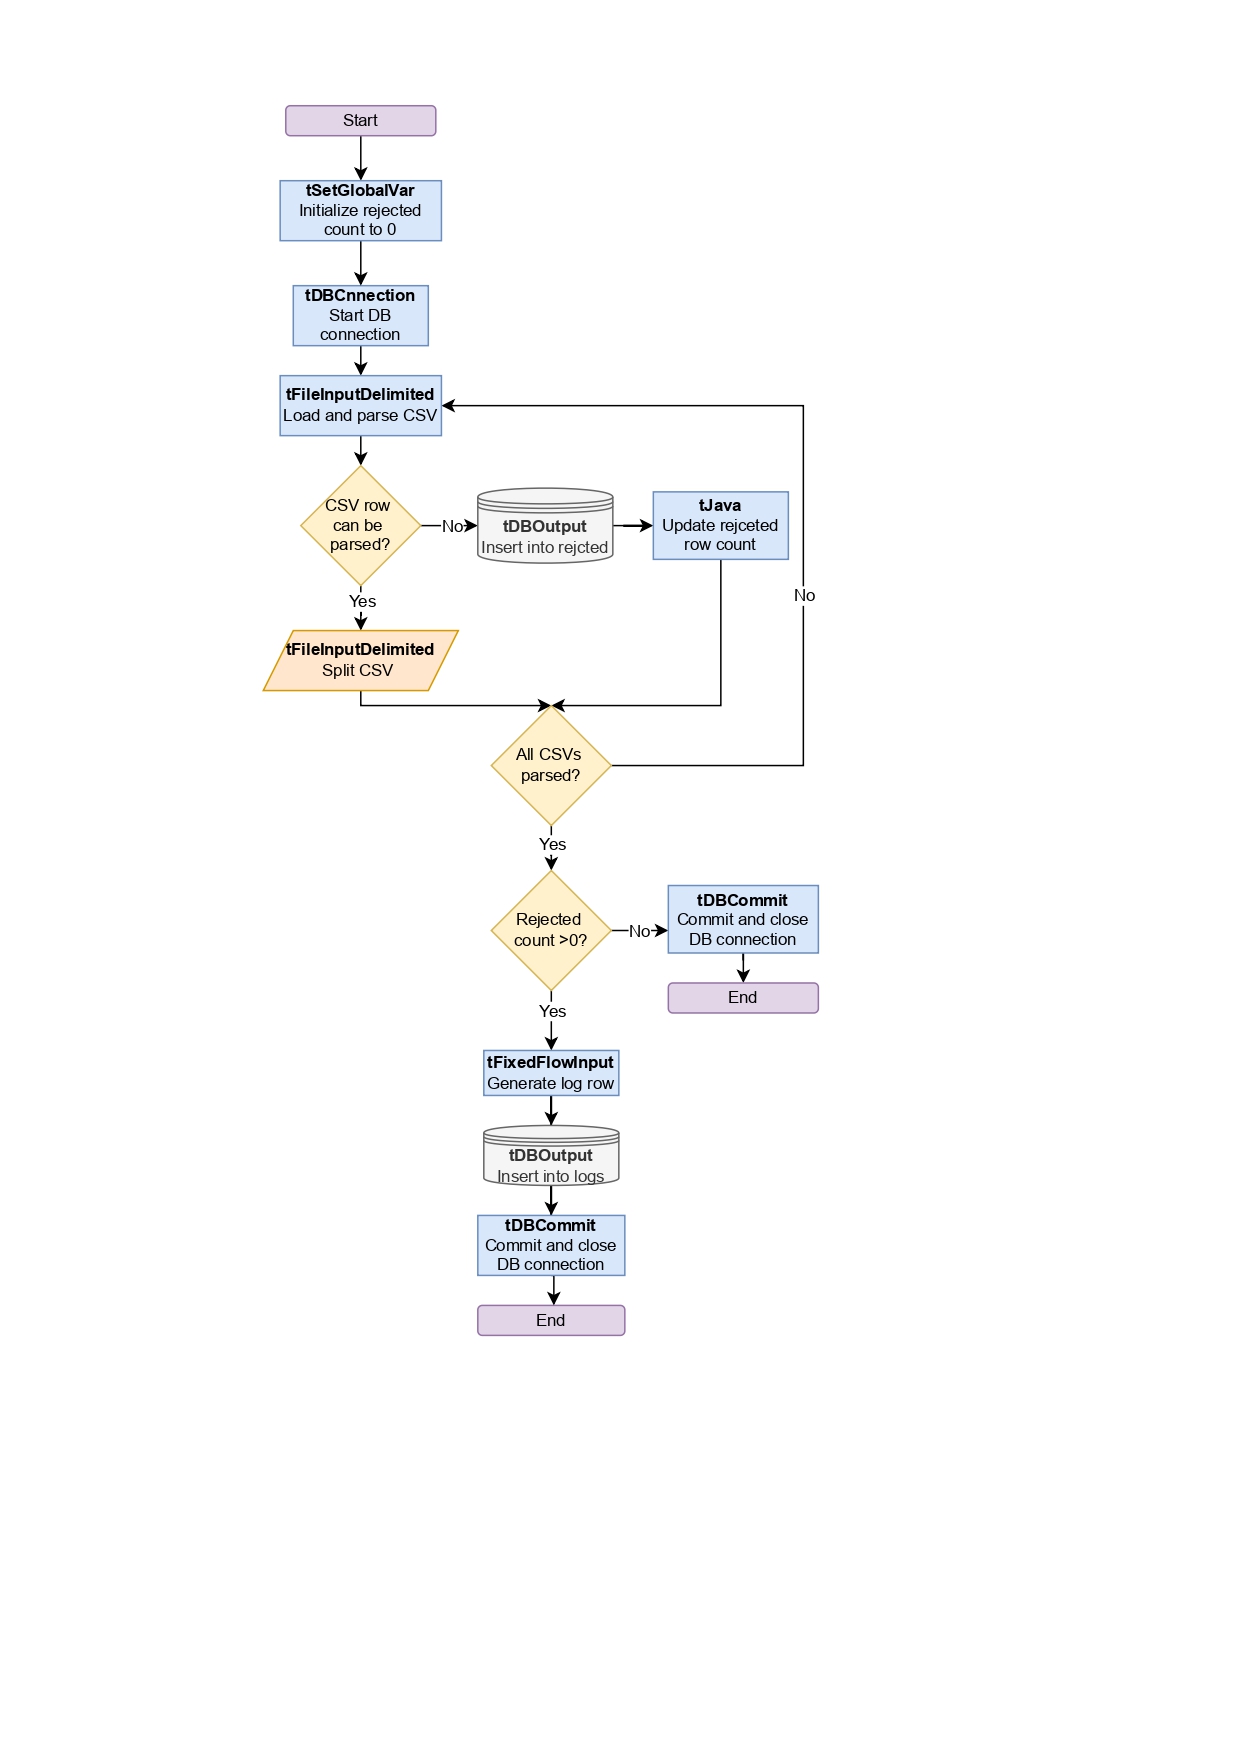 Start
tSetGlobalVar
Initialize rejected
count to 0
tDBCnnection
Start DB
connection
tFileInputDelimited
Load and parse CSV
CSV row
can be
parsed?
No
tDBOutput
Insert into rejcted
tJava
Update rejceted
row count
No
Yes
tFileInputDelimited
Split CSV
All CSVs
parsed?
Yes
Rejected
count >0?
No
tDBCommit
Commit and close
DB connection
End
Yes
tFixedFlowInput
Generate log row
tDBOutput
Insert into logs
tDBCommit
Commit and close
DB connection
End